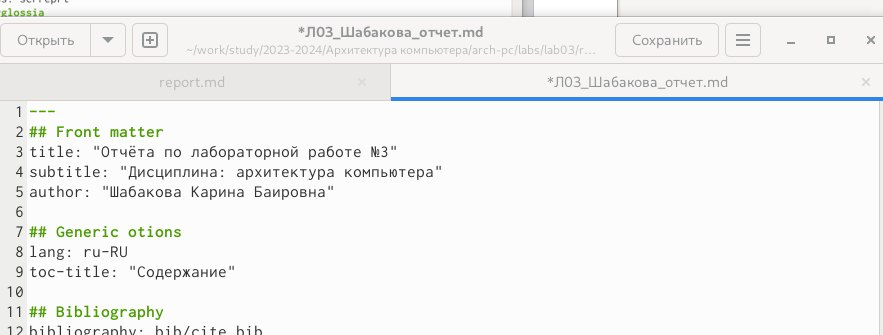 rglossia
Открыть
*Л03_Шабакова_отчет.md
~/work/study/2023-2024/Архитектура компьютера/arch-pc/labs/lab03/r…
Сохранить
report.md
*Л03_Шабакова_отчет.md
1 ---
2 ## Front matter
3 title: "Отчёта по лабораторной работе №3"
4 subtitle: "Дисциплина: архитектура компьютера"
5 author: "Шабакова Карина Баировна"
6
7 ## Generic otions
8 lang: ru-RU
9 toc-title: "Содержание"
10
11 ## Bibliography
12 bibliography: bib/cite.bib